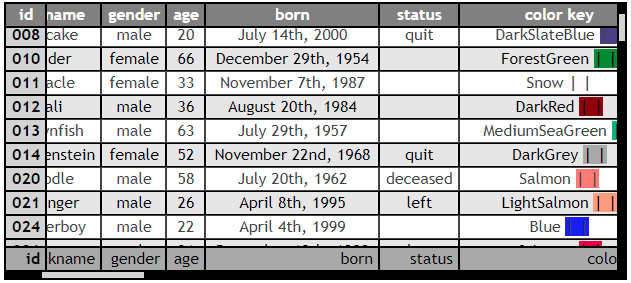 id name gender age born status color key
008 cake male 20 July 14th, 2000 quit DarkSlateBlue | |
010 der female 66 December 29th, 1954 ForestGreen | |
011 acle female 33 November 7th, 1987 Snow | |
012 ali male 36 August 20th, 1984 DarkRed | |
013 nfish male 63 July 29th, 1957 MediumSeaGreen |
014 enstein female 52 November 22nd, 1968 quit DarkGrey | |
020 odle male 58 July 20th, 1962 deceased Salmon | |
021 nger male 26 April 8th, 1995 left LightSalmon | |
024 erboy male 22 April 4th, 1999 Blue | |
id kname gender age born status colo